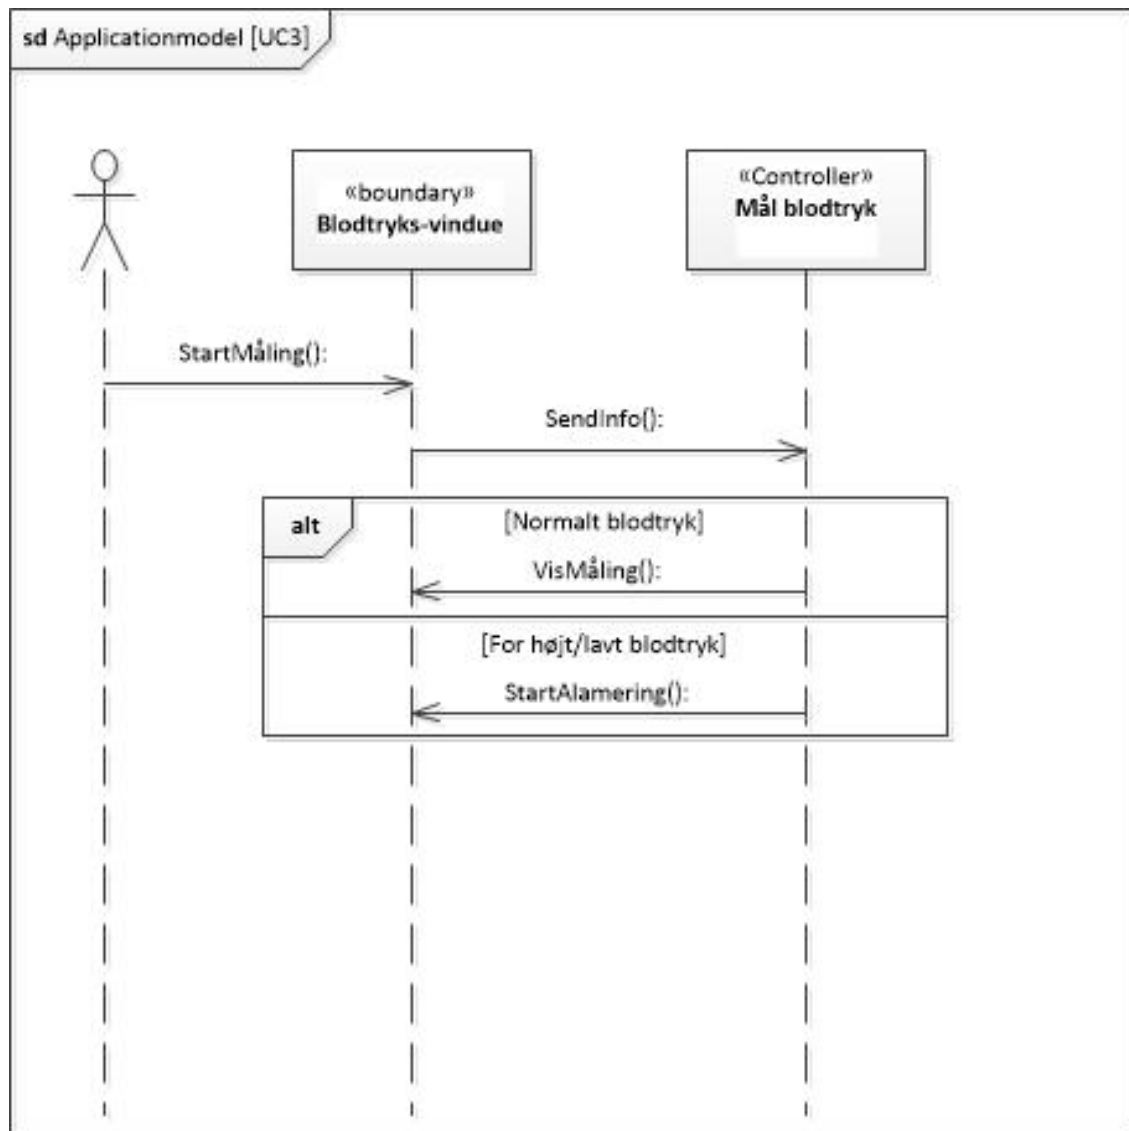 sd Applicationmodel [UC3]
«boundary»
Blodtryks-vindue
«Controller»
Mål blodtryk
StartMåling():
SendInfo():
alt
[Normalt blodtryk]
VisMåling():
[For højt/lavt blodtryk]
StartAlamering():